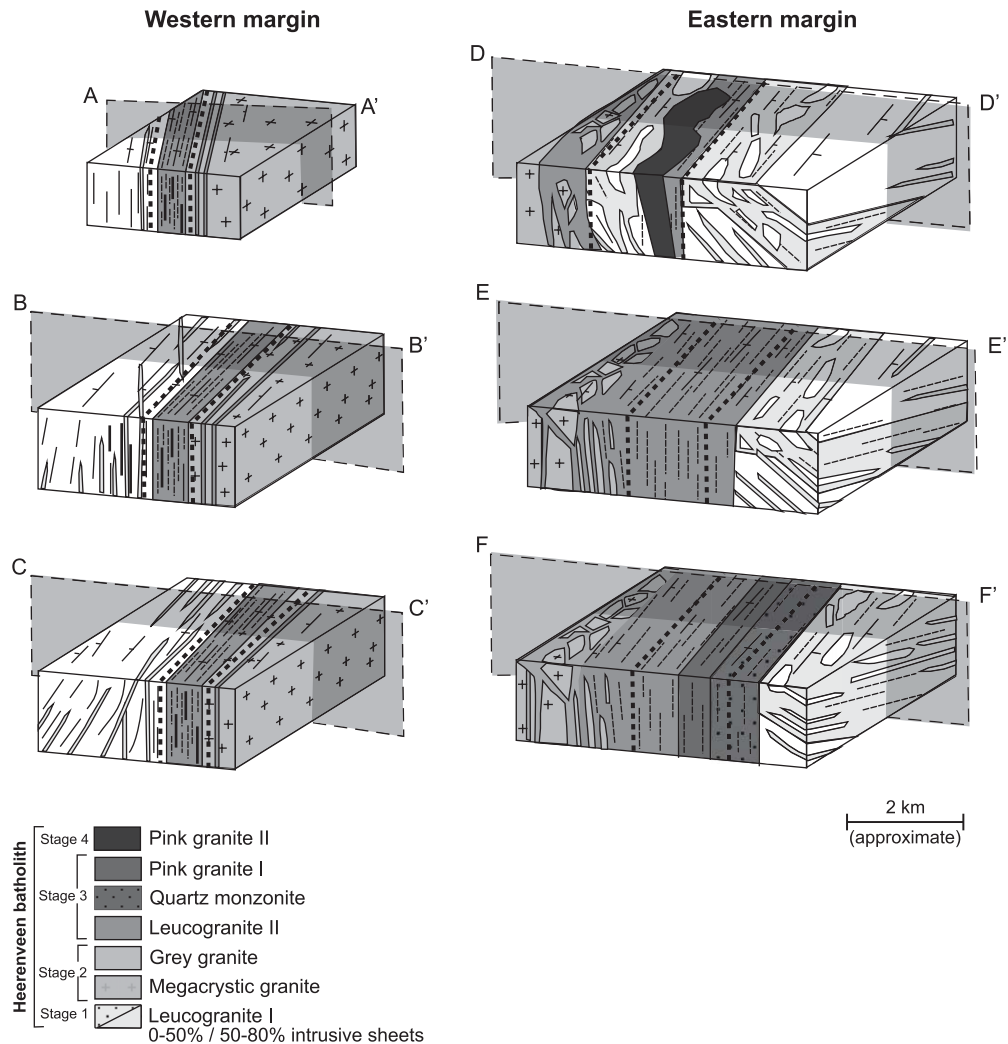 Western margin
Eastern margin
A
A'
D
D'
B
B'
E
E'
C
C'
F
F'
2 km
(approximate)
Heerenveen batholith
Stage 4
Pink granite II
Stage 3
Pink granite I
Quartz monzonite
Leucogranite II
Stage 2
Grey granite
Megacrystic granite
Stage 1
Leucogranite I
0-50% / 50-80% intrusive sheets